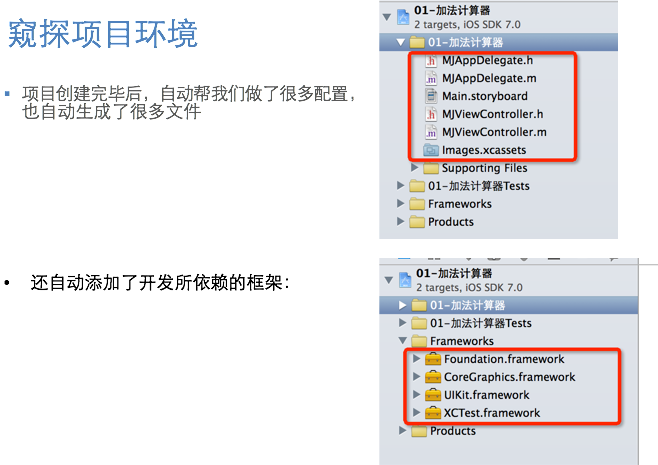 窥探项目环境
项目创建完毕后，自动帮我们做了很多配置，
也自动生成了很多文件
01-加法计算器
2 targets, iOS SDK 7.0
01-加法计算器
MJAppDelegate.h
MJAppDelegate.m
Main.storyboard
MJViewController.h
MJViewController.m
Images.xcassets
Supporting Files
01-加法计算器Tests
Frameworks
Products
还自动添加了开发所依赖的框架：
01-加法计算器
2 targets, iOS SDK 7.0
01-加法计算器
01-加法计算器Tests
Frameworks
Foundation.framework
CoreGraphics.framework
UIKit.framework
XCTest.framework
Products